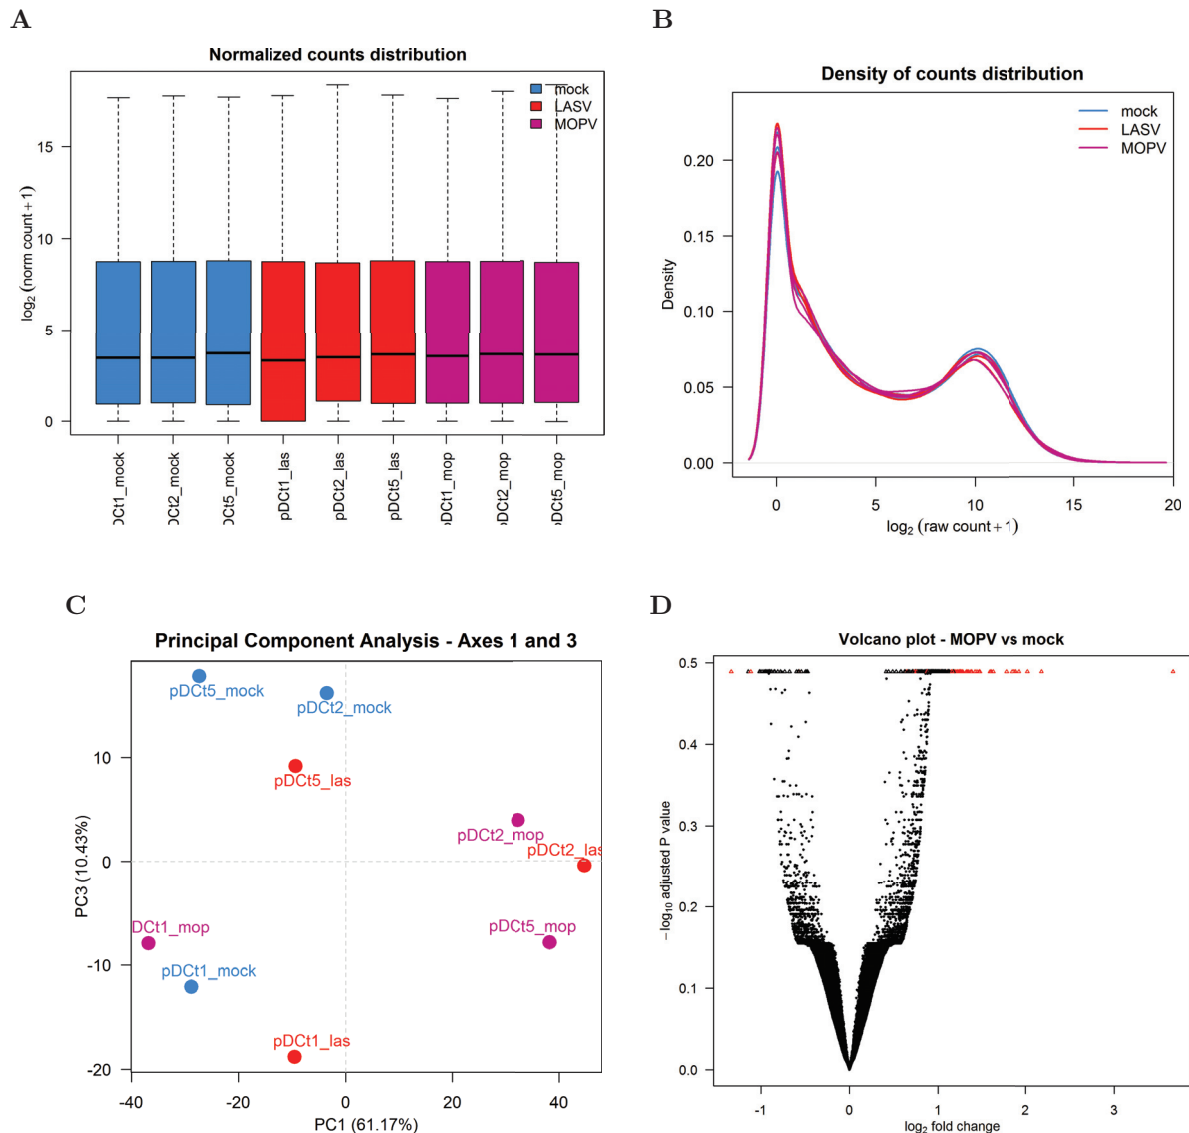 A
Normalized counts distribution
mock
LASV
MOPV
15
10
5
0
log2 (norm count + 1)
DCt1_mock
DCt2_mock
DCt5_mock
pDCt1_las
pDCt2_las
pDCt5_las
pDCt1_mop
pDCt2_mop
pDCt5_mop
B
Density of counts distribution
mock
LASV
MOPV
0.20
0.15
0.10
0.05
0.00
Density
0 5 10 15 20
log2 (raw count + 1)
C
Principal Component Analysis - Axes 1 and 3
pDCt5_mock
pDCt2_mock
pDCt5_las
pDCt2_mop
pDCt2_las
DCt1_mop
pDCt5_mop
pDCt1_mock
pDCt1_las
10
0
-10
-20
PC3 (10.43%)
-40 -20 0 20 40
PC1 (61.17%)
D
Volcano plot - MOPV vs mock
0.5
0.4
0.3
0.2
0.1
0.0
−log10 adjusted P value
-1 0 1 2 3
log2 fold change